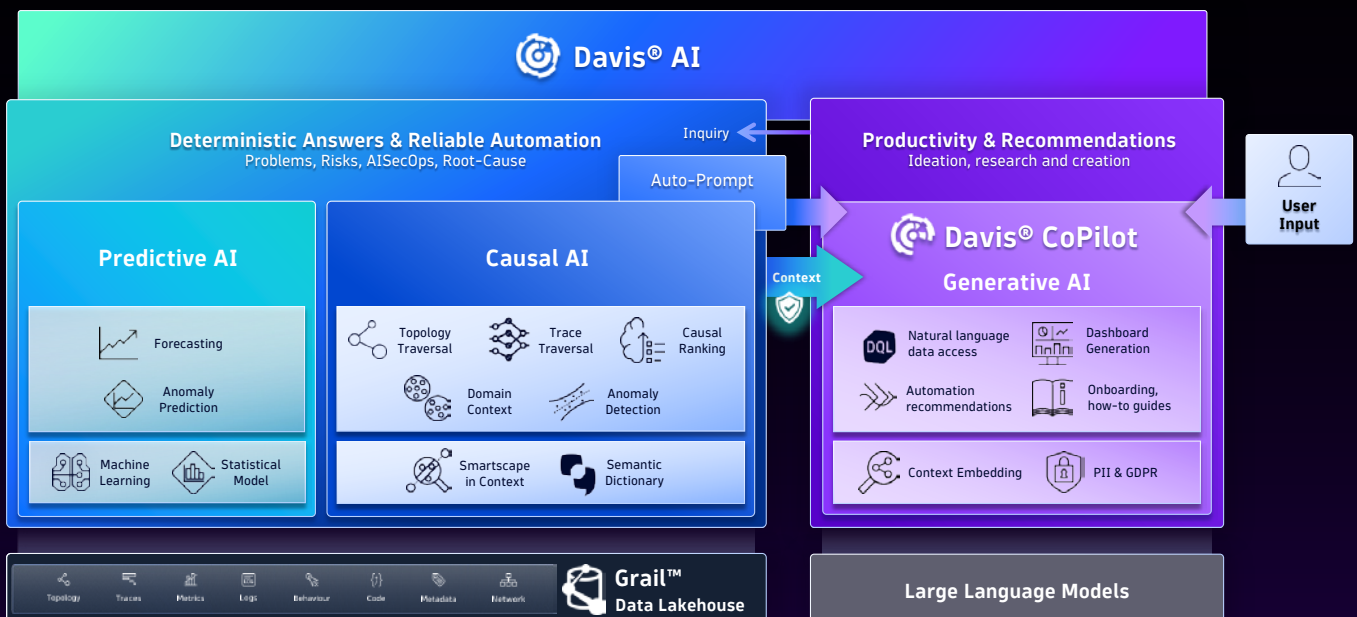 Davis® AI
Deterministic Answers & Reliable Automation
Problems, Risks, AISecOps, Root-Cause
Inquiry
Auto-Prompt
Predictive AI
Forecasting
Anomaly
Prediction
Machine
Learning
Statistical
Model
Causal AI
Topology
Traversal
Trace
Traversal
Causal
Ranking
Domain
Context
Anomaly
Detection
Smartscape
in Context
Semantic
Dictionary
Context
Productivity & Recommendations
Ideation, research and creation
Davis® CoPilot
Generative AI
DQL
Natural language
data access
Dashboard
Generation
Automation
recommendations
Onboarding,
how-to guides
Context Embedding
PII & GDPR
User
Input
Topology
Traces
Metrics
Logs
Behaviour
Code
Metadata
Network
Grail™
Data Lakehouse
Large Language Models